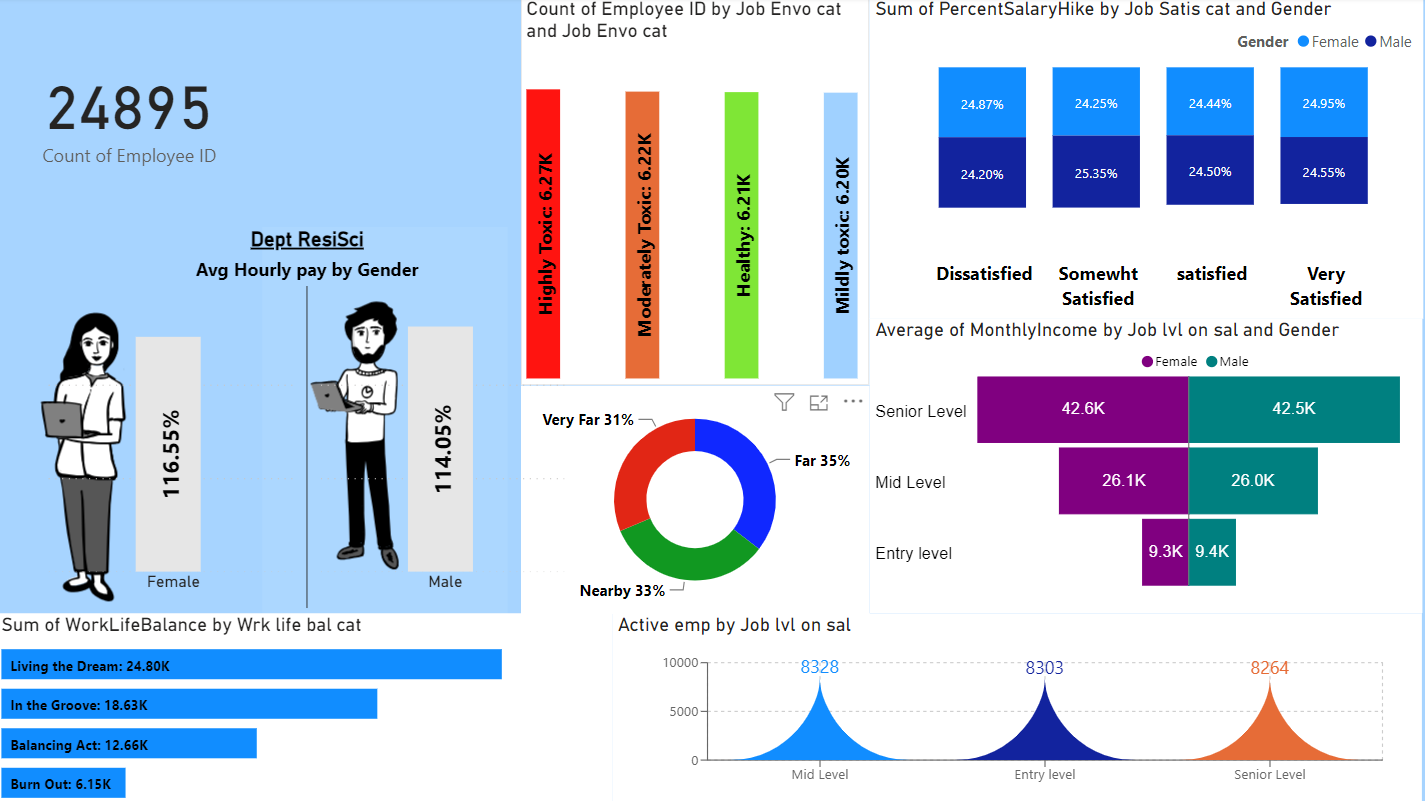 24895
Count of Employee ID
Dept ResiSci
Avg Hourly pay by Gender
116.55%
Female
114.05%
Male
Count of Employee ID by Job Envo cat
and Job Envo cat
Highly Toxic: 6.27K
Moderately Toxic: 6.22K
Healthy: 6.21K
Mildly toxic: 6.20K
Very Far 31%
Far 35%
Nearby 33%
Sum of PercentSalaryHike by Job Satis cat and Gender
Gender Female Male
24.87% 24.25% 24.44% 24.95%
24.20% 25.35% 24.50% 24.55%
Dissatisfied Somewht satisfied Very
Satisfied Satisfied
Average of MonthlyIncome by Job lvl on sal and Gender
Female Male
Senior Level 42.6K 42.5K
Mid Level 26.1K 26.0K
Entry level 9.3K 9.4K
Sum of WorkLifeBalance by Wrk life bal cat
Living the Dream: 24.80K
In the Groove: 18.63K
Balancing Act: 12.66K
Burn Out: 6.15K
Active emp by Job lvl on sal
10000 8328 8303 8264
5000
0
Mid Level Entry level Senior Level